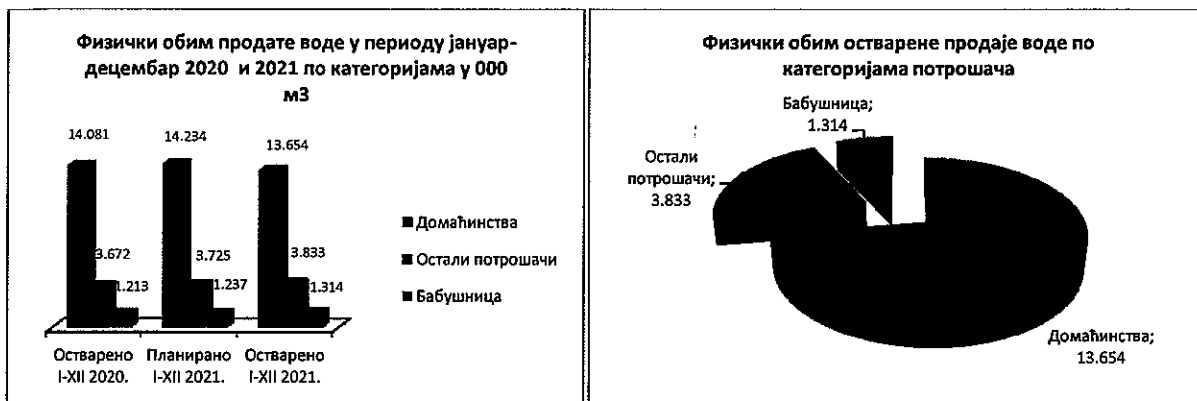 Физички обим продате воде у периоду јануар-
децембар 2020 и 2021 по категоријама у 000
м3
14.081
14.234
13.654
3.672
3.725
3.833
1.213
1.237
1.314
Домаћинства
Остали потрошачи
Бабушница
Остварено
I-XII 2020.
Планирано
I-XII 2021.
Остварено
I-XII 2021.
Физички обим остварене продаје воде по
категоријама потрошача
Бабушница;
1.314
Остали
потрошачи;
3.833
Домаћинства;
13.654